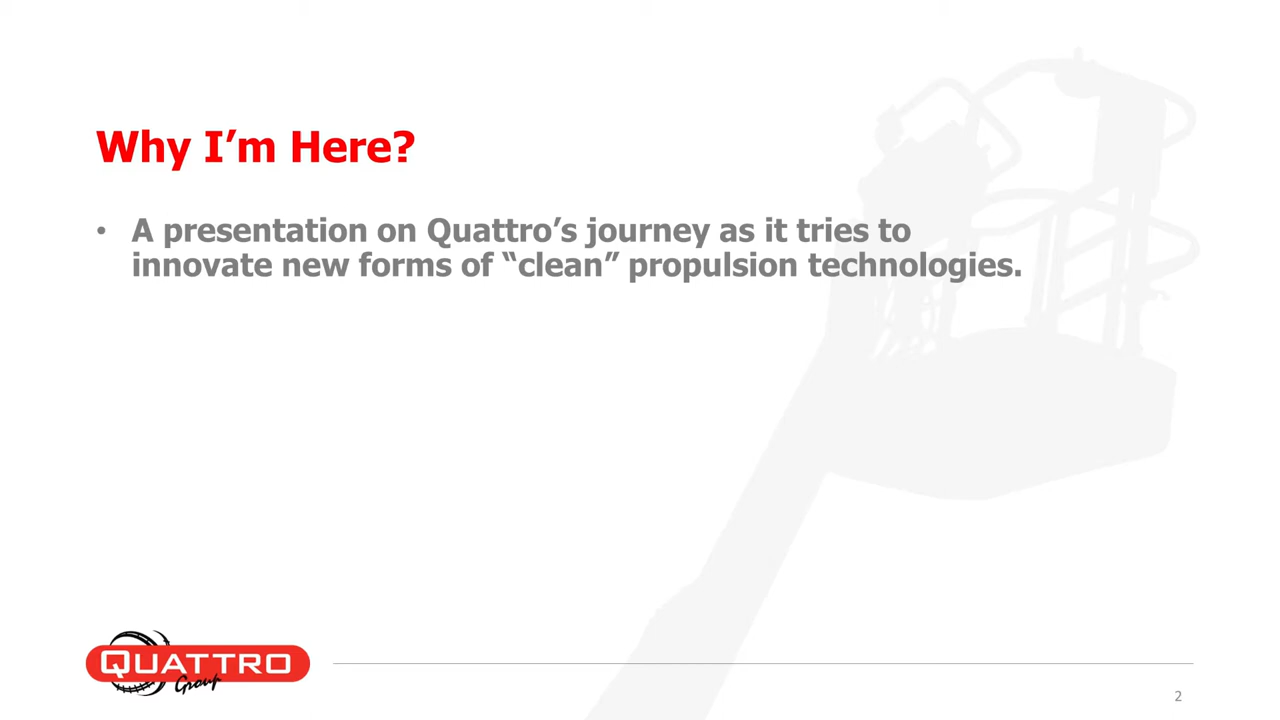 Why I’m Here?
• A presentation on Quattro’s journey as it tries to
innovate new forms of “clean” propulsion technologies.
QUATTRO
Group
2